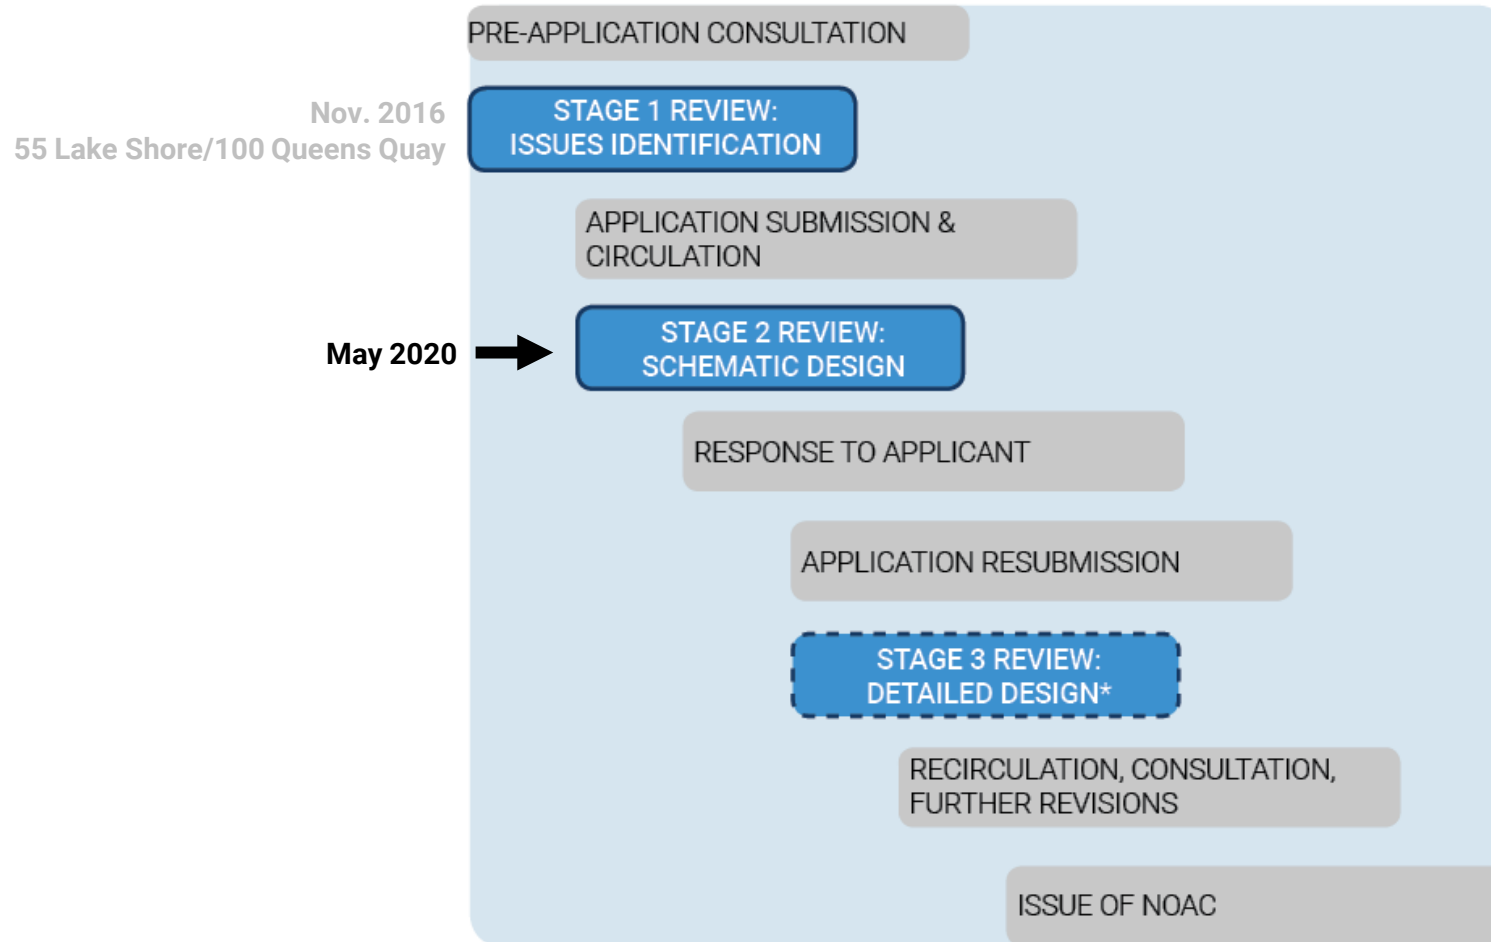 PRE-APPLICATION CONSULTATION
Nov. 2016
55 Lake Shore/100 Queens Quay
STAGE 1 REVIEW:
ISSUES IDENTIFICATION
APPLICATION SUBMISSION &
CIRCULATION
May 2020
STAGE 2 REVIEW:
SCHEMATIC DESIGN
RESPONSE TO APPLICANT
APPLICATION RESUBMISSION
STAGE 3 REVIEW:
DETAILED DESIGN*
RECIRCULATION, CONSULTATION,
FURTHER REVISIONS
ISSUE OF NOAC